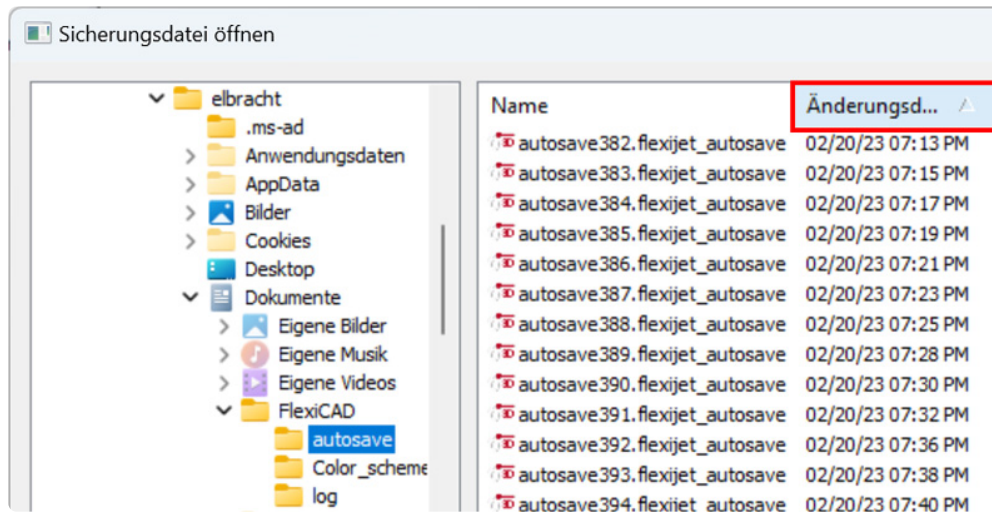 Sicherungsdatei öffnen
elbracht
.ms-ad
Anwendungsdaten
AppData
Bilder
Cookies
Desktop
Dokumente
Eigene Bilder
Eigene Musik
Eigene Videos
FlexiCAD
autosave
Color_scheme
log
Name Änderungsd...
autosave382.flexijet_autosave 02/20/23 07:13 PM
autosave383.flexijet_autosave 02/20/23 07:15 PM
autosave384.flexijet_autosave 02/20/23 07:17 PM
autosave385.flexijet_autosave 02/20/23 07:19 PM
autosave386.flexijet_autosave 02/20/23 07:21 PM
autosave387.flexijet_autosave 02/20/23 07:23 PM
autosave388.flexijet_autosave 02/20/23 07:25 PM
autosave389.flexijet_autosave 02/20/23 07:28 PM
autosave390.flexijet_autosave 02/20/23 07:30 PM
autosave391.flexijet_autosave 02/20/23 07:32 PM
autosave392.flexijet_autosave 02/20/23 07:36 PM
autosave393.flexijet_autosave 02/20/23 07:38 PM
autosave394.flexijet_autosave 02/20/23 07:40 PM